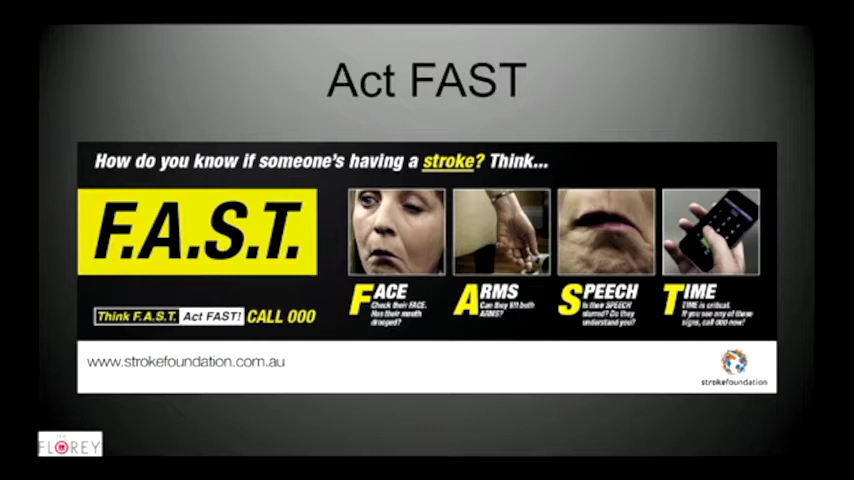 Act FAST
How do you know if someone's having a stroke? Think...
F.A.S.T.
Think F.A.S.T. Act FAST! CALL 000
FACE
Check their FACE.
Has their mouth
drooped?
ARMS
Can they lift both
ARMS?
SPEECH
Is their SPEECH
slurred? Do they
understand you?
TIME
TIME is critical.
If you see any of these
signs, call 000 now!
www.strokefoundation.com.au
strokefoundation
THE
FLOREY